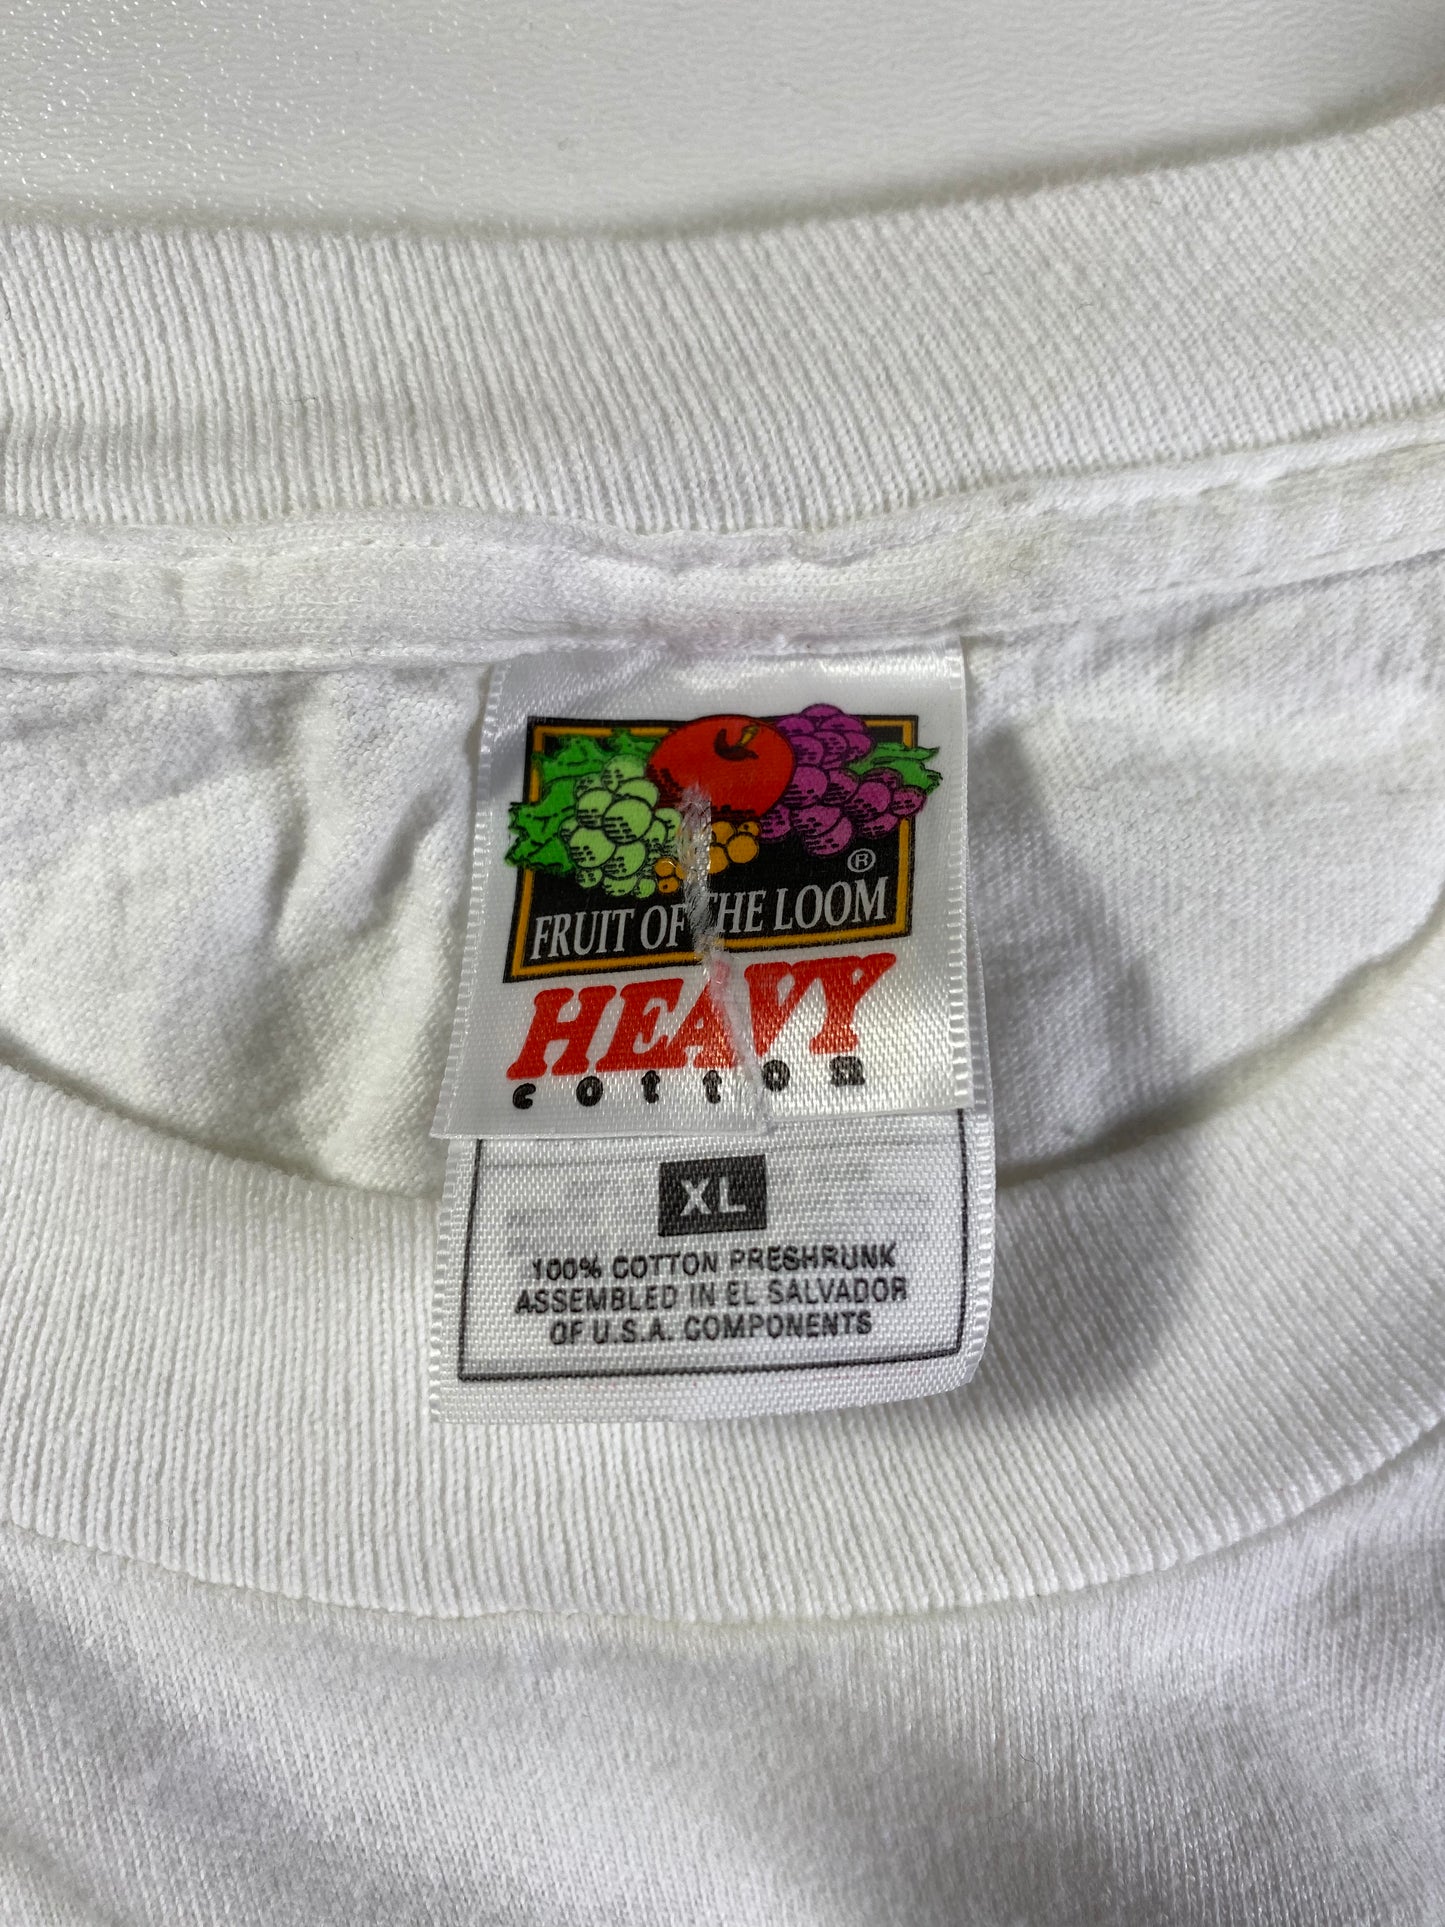 ®
FRUIT OF THE LOOM
HEAVY
cotton
XL
100% COTTON PRESHRUNK
ASSEMBLED IN EL SALVADOR
OF U.S.A. COMPONENTS